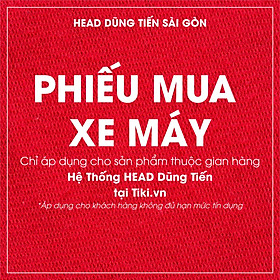 HEAD DŨNG TIẾN SÀI GÒN
PHIẾU MUA
XE MÁY
Chỉ áp dụng cho sản phẩm thuộc gian hàng
Hệ Thống HEAD Dũng Tiến
tại Tiki.vn
*Áp dụng cho khách hàng không đủ hạn mức tín dụng